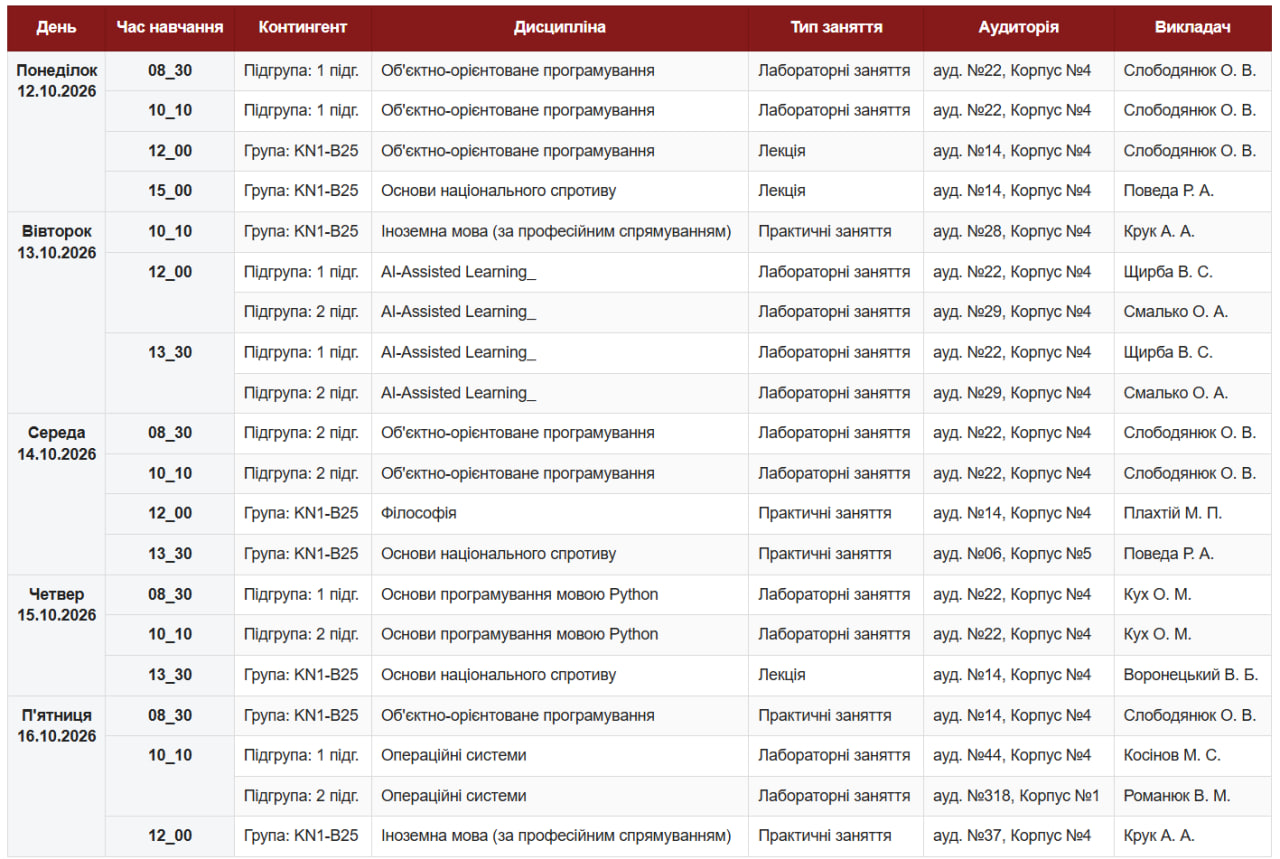 День Час навчання Контингент Дисципліна Тип заняття Аудиторія Викладач
Понеділок 08_30 Підгрупа: 1 підг. Об'єктно-орієнтоване програмування Лабораторні заняття ауд. №22, Корпус №4 Слободянюк О. В.
12.10.2026
10_10 Підгрупа: 1 підг. Об'єктно-орієнтоване програмування Лабораторні заняття ауд. №22, Корпус №4 Слободянюк О. В.
12_00 Група: KN1-B25 Об'єктно-орієнтоване програмування Лекція ауд. №14, Корпус №4 Слободянюк О. В.
15_00 Група: KN1-B25 Основи національного спротиву Лекція ауд. №14, Корпус №4 Поведа Р. А.
Вівторок 10_10 Група: KN1-B25 Іноземна мова (за професійним спрямуванням) Практичні заняття ауд. №28, Корпус №4 Крук А. А.
13.10.2026
12_00 Підгрупа: 1 підг. AI-Assisted Learning_ Лабораторні заняття ауд. №22, Корпус №4 Щирба В. С.
Підгрупа: 2 підг. AI-Assisted Learning_ Лабораторні заняття ауд. №29, Корпус №4 Смалько О. А.
13_30 Підгрупа: 1 підг. AI-Assisted Learning_ Лабораторні заняття ауд. №22, Корпус №4 Щирба В. С.
Підгрупа: 2 підг. AI-Assisted Learning_ Лабораторні заняття ауд. №29, Корпус №4 Смалько О. А.
Середа 08_30 Підгрупа: 2 підг. Об'єктно-орієнтоване програмування Лабораторні заняття ауд. №22, Корпус №4 Слободянюк О. В.
14.10.2026
10_10 Підгрупа: 2 підг. Об'єктно-орієнтоване програмування Лабораторні заняття ауд. №22, Корпус №4 Слободянюк О. В.
12_00 Група: KN1-B25 Філософія Практичні заняття ауд. №14, Корпус №4 Плахтій М. П.
13_30 Група: KN1-B25 Основи національного спротиву Практичні заняття ауд. №06, Корпус №5 Поведа Р. А.
Четвер 08_30 Підгрупа: 1 підг. Основи програмування мовою Python Лабораторні заняття ауд. №22, Корпус №4 Кух О. М.
15.10.2026
10_10 Підгрупа: 2 підг. Основи програмування мовою Python Лабораторні заняття ауд. №22, Корпус №4 Кух О. М.
13_30 Група: KN1-B25 Основи національного спротиву Лекція ауд. №14, Корпус №4 Воронецький В. Б.
П'ятниця 08_30 Група: KN1-B25 Об'єктно-орієнтоване програмування Практичні заняття ауд. №14, Корпус №4 Слободянюк О. В.
16.10.2026
10_10 Підгрупа: 1 підг. Операційні системи Лабораторні заняття ауд. №44, Корпус №4 Косінов М. С.
Підгрупа: 2 підг. Операційні системи Лабораторні заняття ауд. №318, Корпус №1 Романюк В. М.
12_00 Група: KN1-B25 Іноземна мова (за професійним спрямуванням) Практичні заняття ауд. №37, Корпус №4 Крук А. А.